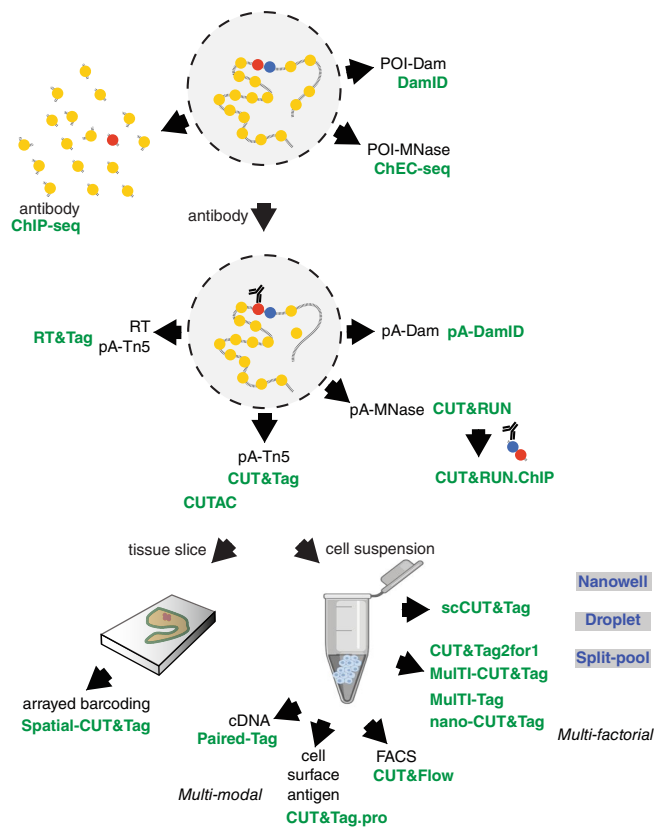 POI-Dam
DamID
POI-MNase
ChEC-seq
antibody
ChIP-seq
antibody
RT&Tag
RT
pA-Tn5
pA-Dam
pA-DamID
pA-MNase
CUT&RUN
pA-Tn5
CUT&Tag
CUTAC
CUT&RUN.ChIP
tissue slice
cell suspension
Nanowell
scCUT&Tag
Droplet
CUT&Tag2for1
MulTI-CUT&Tag
Split-pool
MulTI-Tag
nano-CUT&Tag
Multi-factorial
arrayed barcoding
Spatial-CUT&Tag
cDNA
Paired-Tag
cell
surface
antigen
CUT&Tag.pro
FACS
CUT&Flow
Multi-modal